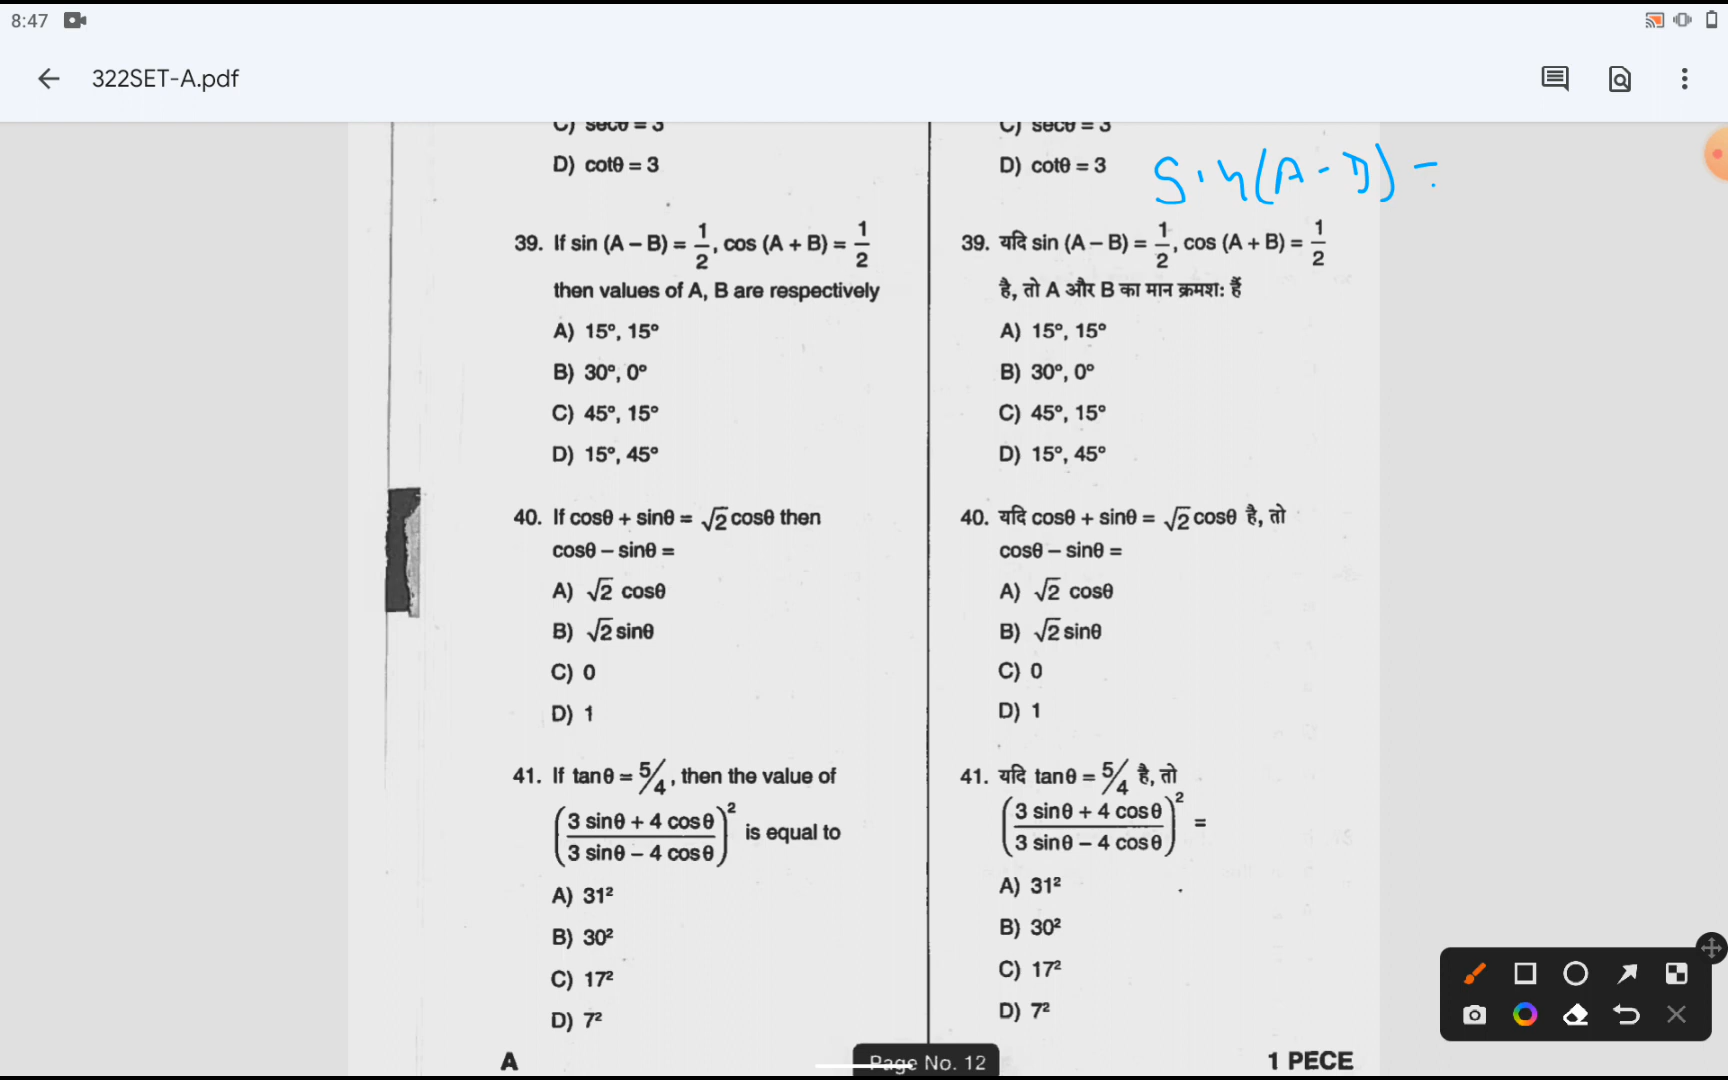 8:47
322SET-A.pdf
C) secθ = 3
D) cotθ = 3
39. If sin (A – B) = 1/2, cos (A + B) = 1/2
then values of A, B are respectively
A) 15°, 15°
B) 30°, 0°
C) 45°, 15°
D) 15°, 45°
40. If cosθ + sinθ = √2 cosθ then
cosθ – sinθ =
A) √2 cosθ
B) √2 sinθ
C) 0
D) 1
41. If tanθ = 5/4, then the value of
(3 sinθ + 4 cosθ / 3 sinθ – 4 cosθ)² is equal to
A) 31²
B) 30²
C) 17²
D) 7²
A
C) secθ = 3
D) cotθ = 3
sin(A - B) =
39. यदि sin (A – B) = 1/2, cos (A + B) = 1/2
है, तो A और B का मान क्रमश: हैं
A) 15°, 15°
B) 30°, 0°
C) 45°, 15°
D) 15°, 45°
40. यदि cosθ + sinθ = √2 cosθ है, तो
cosθ – sinθ =
A) √2 cosθ
B) √2 sinθ
C) 0
D) 1
41. यदि tanθ = 5/4 है, तो
(3 sinθ + 4 cosθ / 3 sinθ – 4 cosθ)² =
A) 31²
B) 30²
C) 17²
D) 7²
Page No. 12
1 PECE